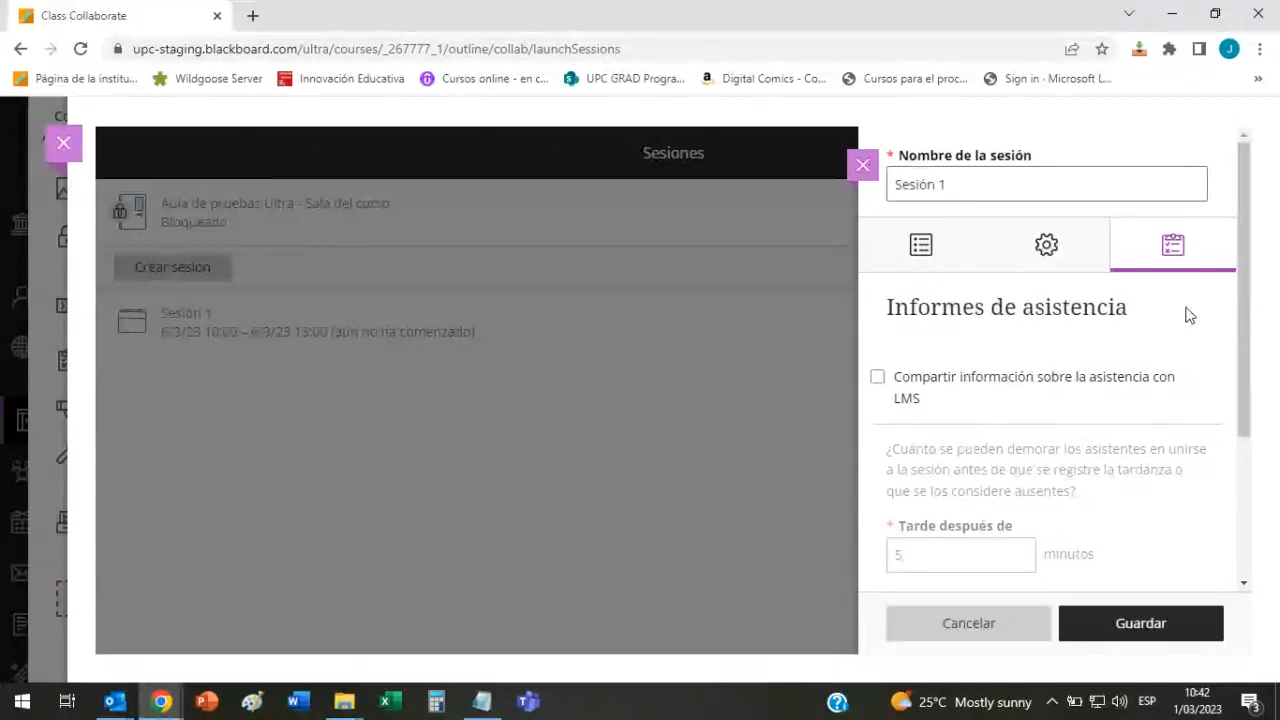 Class Collaborate
upc-staging.blackboard.com/ultra/courses/_267777_1/outline/collab/launchSessions
J
Página de la institu...
Wildgoose Server
Innovación Educativa
Cursos online - en c...
UPC GRAD Progra...
Digital Comics - Co...
Cursos para el proc...
Sign in · Microsoft L...
»
Co
Sesiones
* Nombre de la sesión
Sesión 1
Aula de pruebas Ultra - Sala del curso
Bloqueado
Crear sesión
Sesión 1
6/3/23 10:00 – 6/3/23 13:00 (aún no ha comenzado)
Informes de asistencia
Compartir información sobre la asistencia con
LMS
¿Cuánto se pueden demorar los asistentes en unirse
a la sesión antes de que se registre la tardanza o
que se los considere ausentes?
* Tarde después de
5
minutos
Cancelar
Guardar
25°C Mostly sunny
ESP
10:42
1/03/2023
3